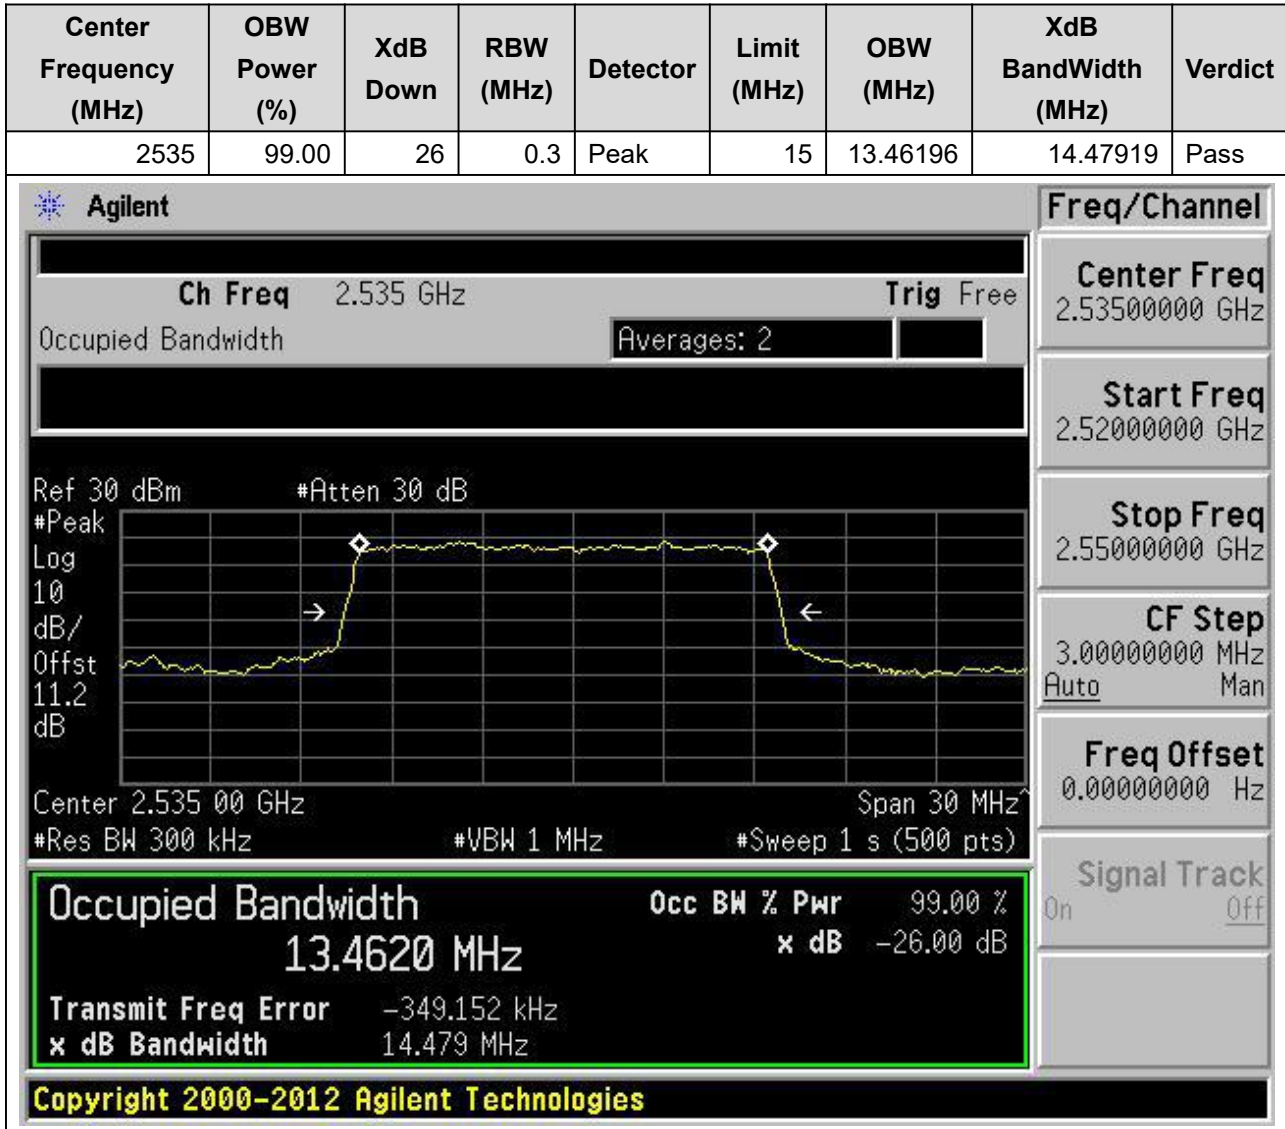 Center Frequency (MHz) OBW Power (%) XdB Down RBW (MHz) Detector Limit (MHz) OBW (MHz) XdB BandWidth (MHz) Verdict
2535 99.00 26 0.3 Peak 15 13.46196 14.47919 Pass
Agilent
Freq/Channel
Ch Freq 2.535 GHz Trig Free
Occupied Bandwidth Averages: 2
Center Freq
2.53500000 GHz
Start Freq
2.52000000 GHz
Stop Freq
2.55000000 GHz
CF Step
3.00000000 MHz
Auto Man
Freq Offset
0.00000000 Hz
Signal Track
On Off
Ref 30 dBm #Atten 30 dB
#Peak
Log
10
dB/
Offst
11.2
dB
Center 2.535 00 GHz Span 30 MHz^
#Res BW 300 kHz #VBW 1 MHz #Sweep 1 s (500 pts)
Occupied Bandwidth
13.4620 MHz
Occ BW % Pwr 99.00 %
x dB -26.00 dB
Transmit Freq Error -349.152 kHz
x dB Bandwidth 14.479 MHz
Copyright 2000-2012 Agilent Technologies